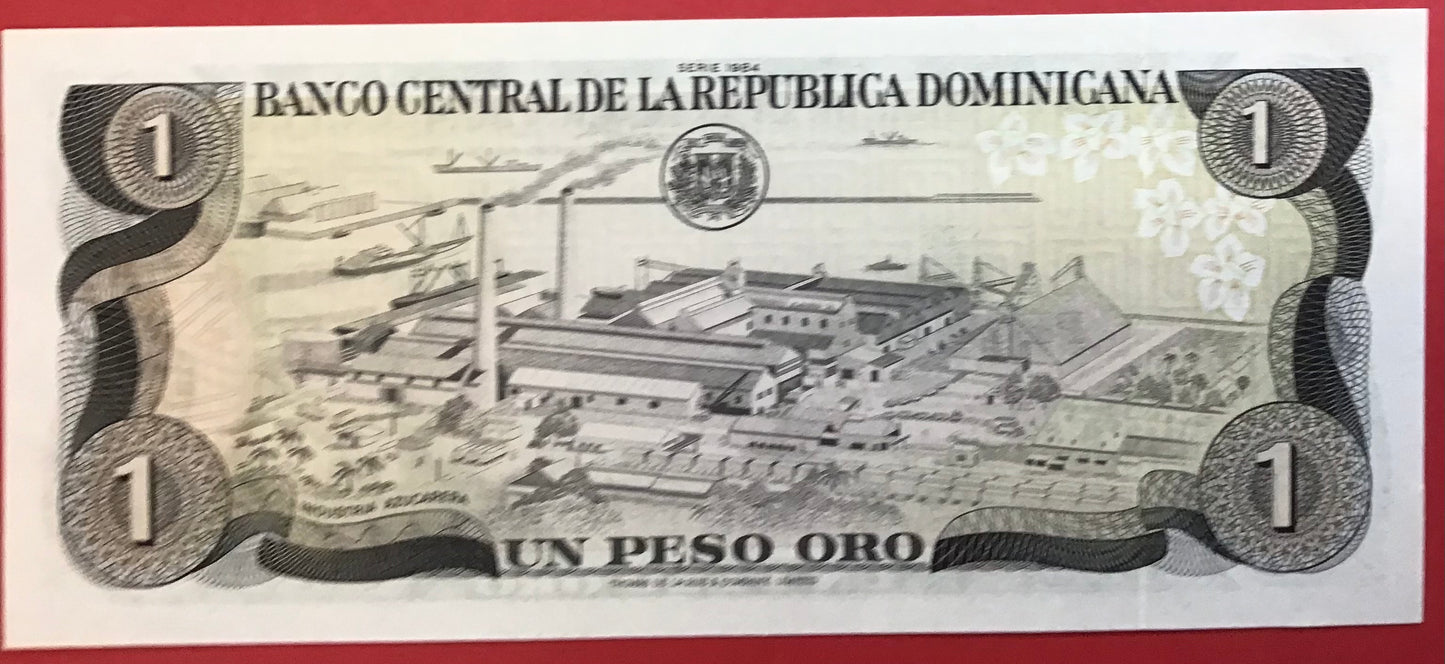 SERIE 1984
BANCO CENTRAL DE LA REPUBLICA DOMINICANA
1 1
INDUSTRIA AZUCARERA
1 1
UN PESO ORO